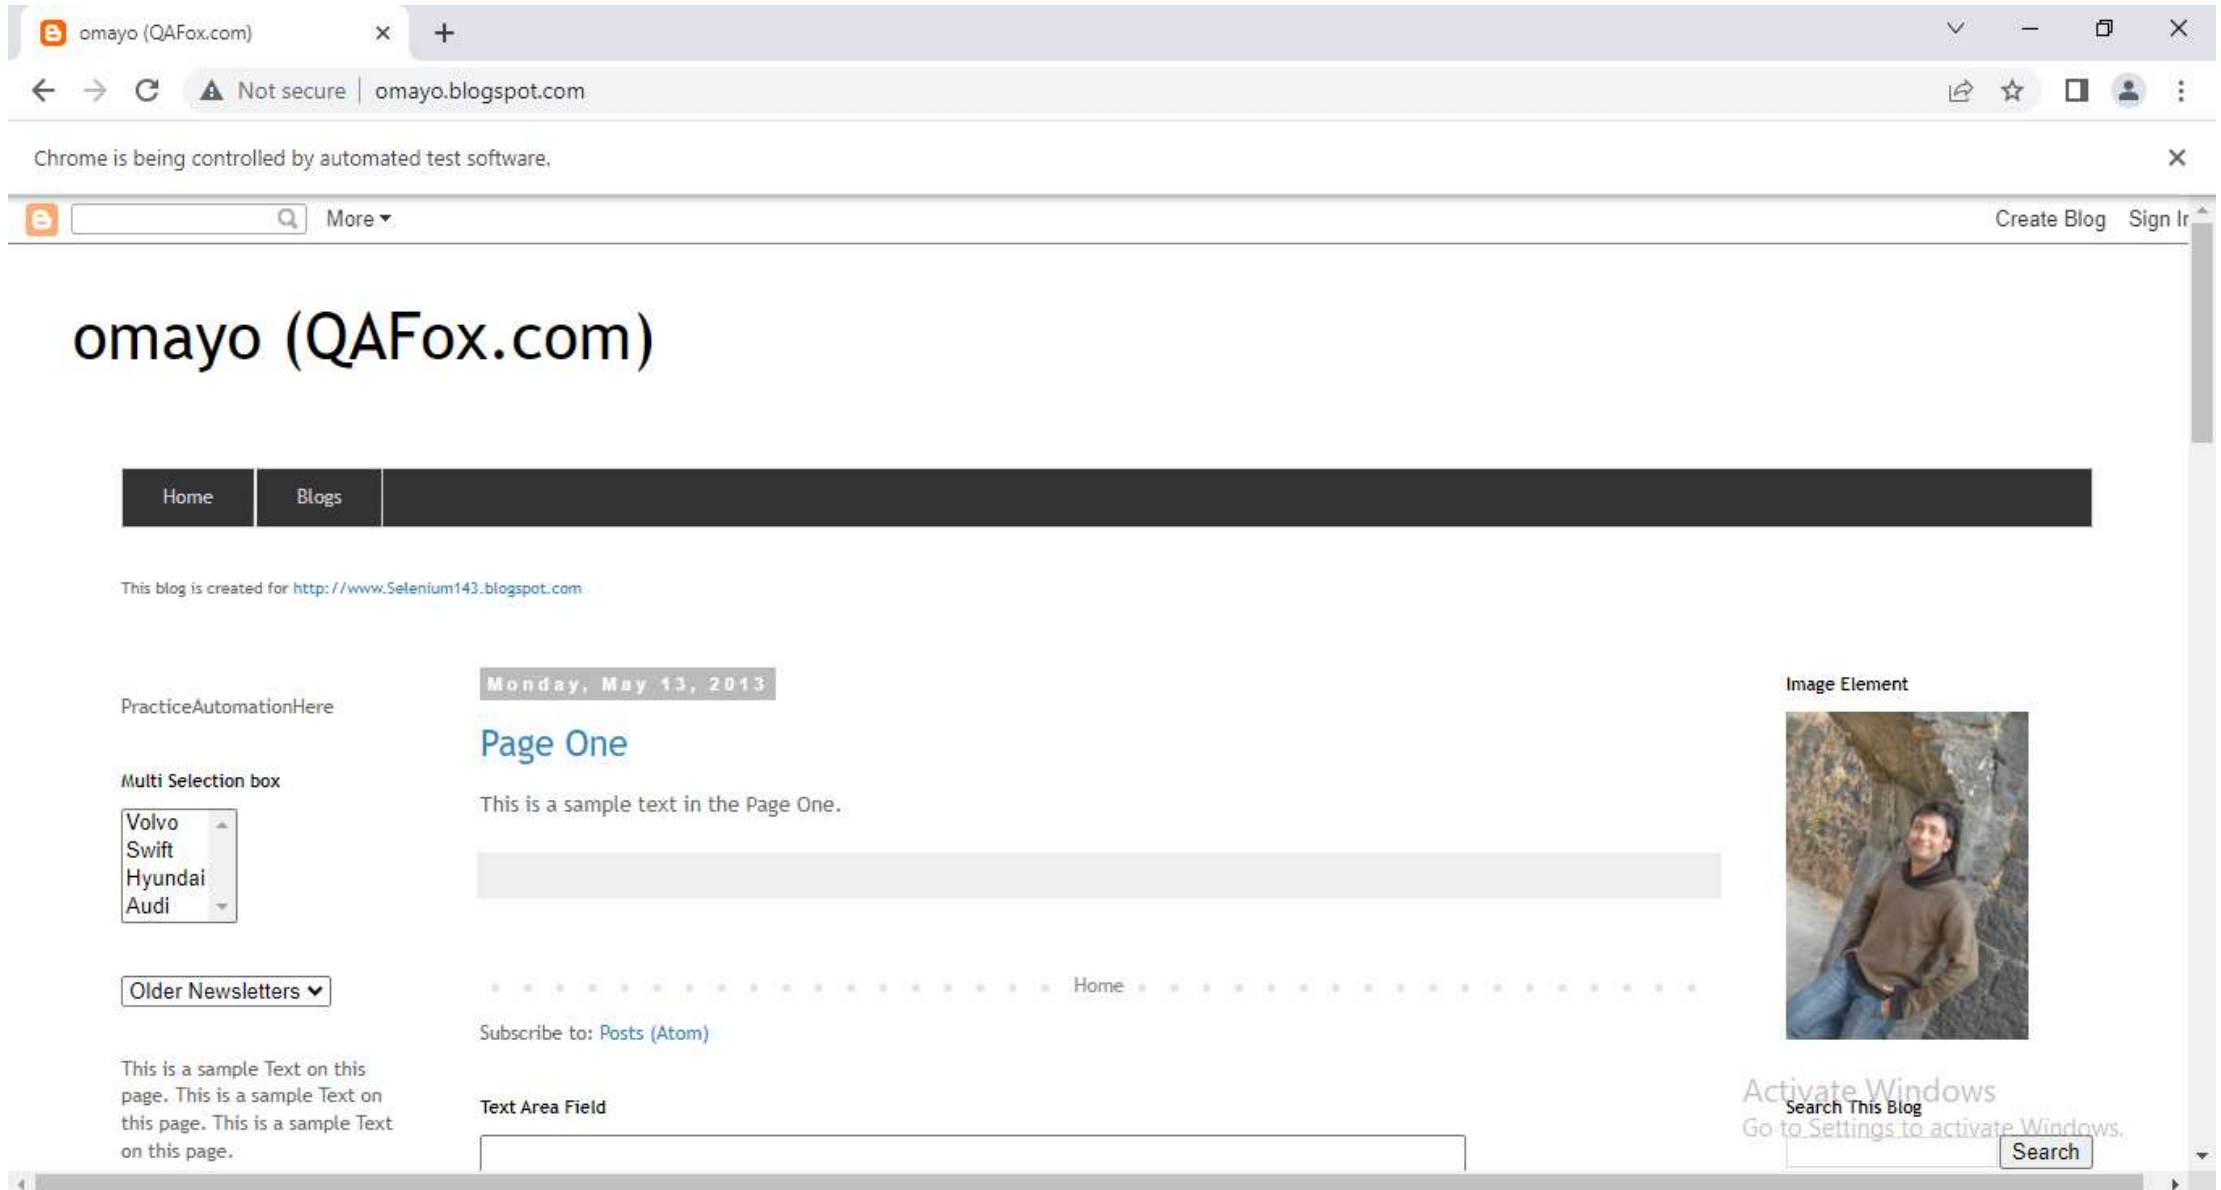 omayo (QAFox.com)
Not secure
omayo.blogspot.com
Chrome is being controlled by automated test software.
More
Create Blog
Sign In
omayo (QAFox.com)
Home
Blogs
This blog is created for http://www.Selenium143.blogspot.com
PracticeAutomationHere
Multi Selection box
Volvo
Swift
Hyundai
Audi
Older Newsletters
This is a sample Text on this
page. This is a sample Text on
this page. This is a sample Text
on this page.
Monday, May 13, 2013
Page One
This is a sample text in the Page One.
Home
Subscribe to: Posts (Atom)
Text Area Field
Image Element
Search This Blog
Search
Activate Windows
Go to Settings to activate Windows.